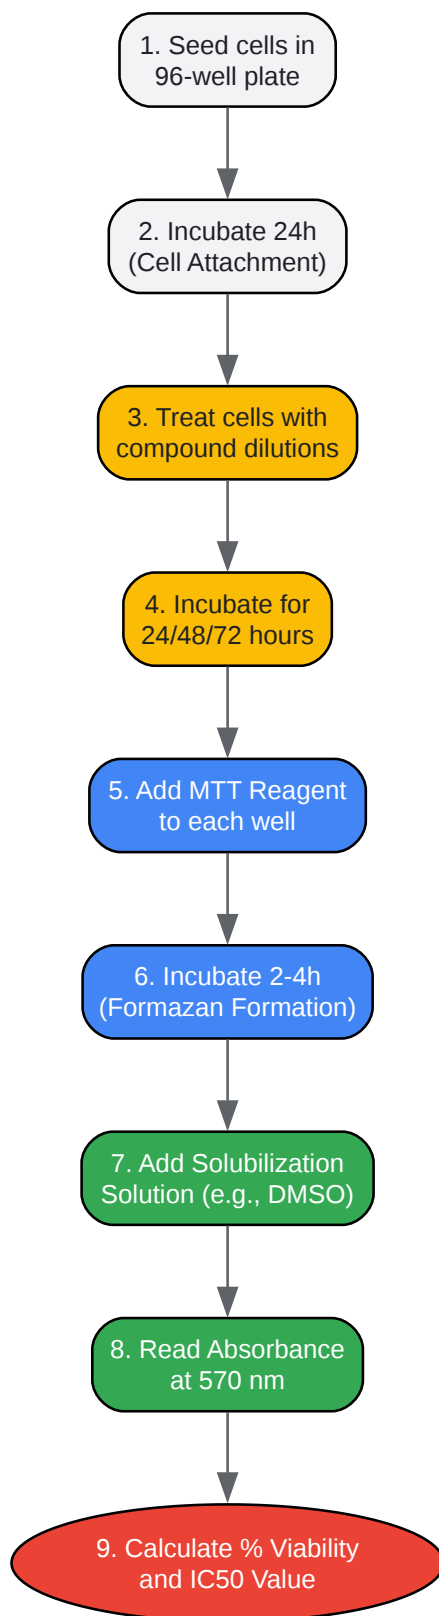 1. Seed cells in
96-well plate
2. Incubate 24h
(Cell Attachment)
3. Treat cells with
compound dilutions
4. Incubate for
24/48/72 hours
5. Add MTT Reagent
to each well
6. Incubate 2-4h
(Formazan Formation)
7. Add Solubilization
Solution (e.g., DMSO)
8. Read Absorbance
at 570 nm
9. Calculate % Viability
and IC50 Value